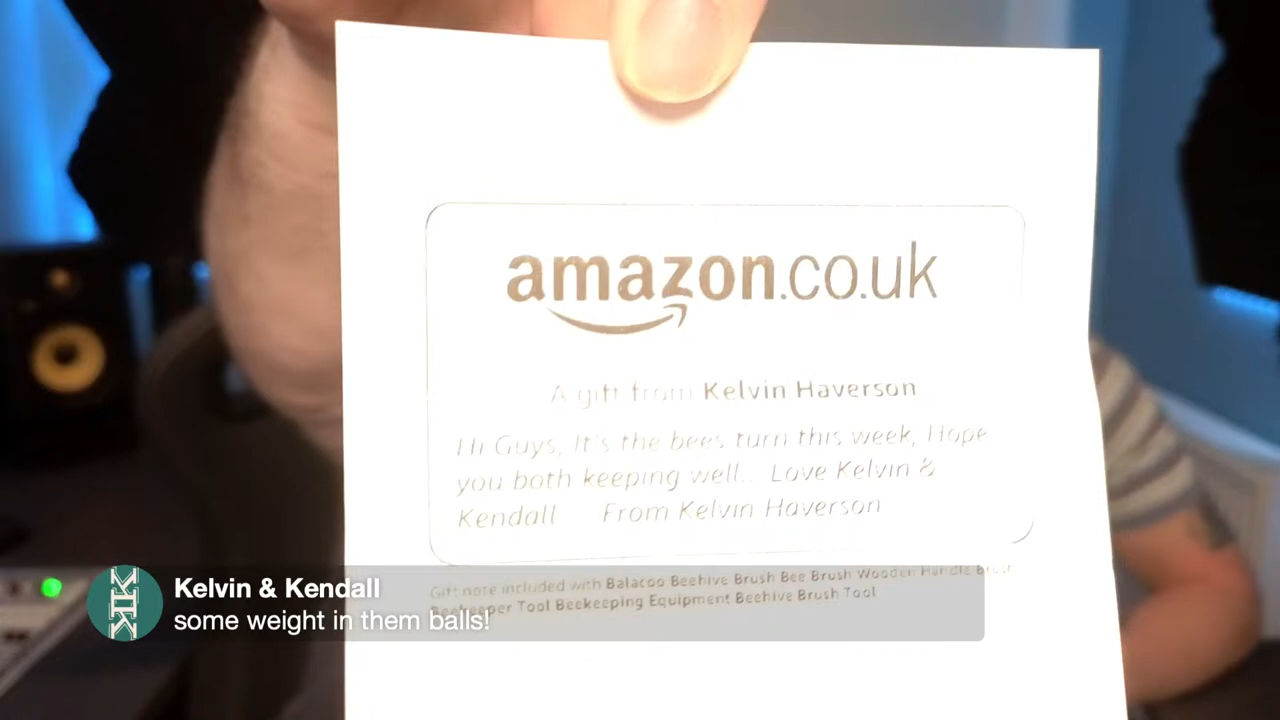 amazon.co.uk
A gift from Kelvin Haverson
Hi Guys, It's the bees turn this week, Hope
you both keeping well.. Love Kelvin &
Kendall From Kelvin Haverson
Gift note included with Balacoo Beehive Brush Bee Brush Wooden Handle Brush
Beekeeper Tool Beekeeping Equipment Beehive Brush Tool
Kelvin & Kendall
some weight in them balls!